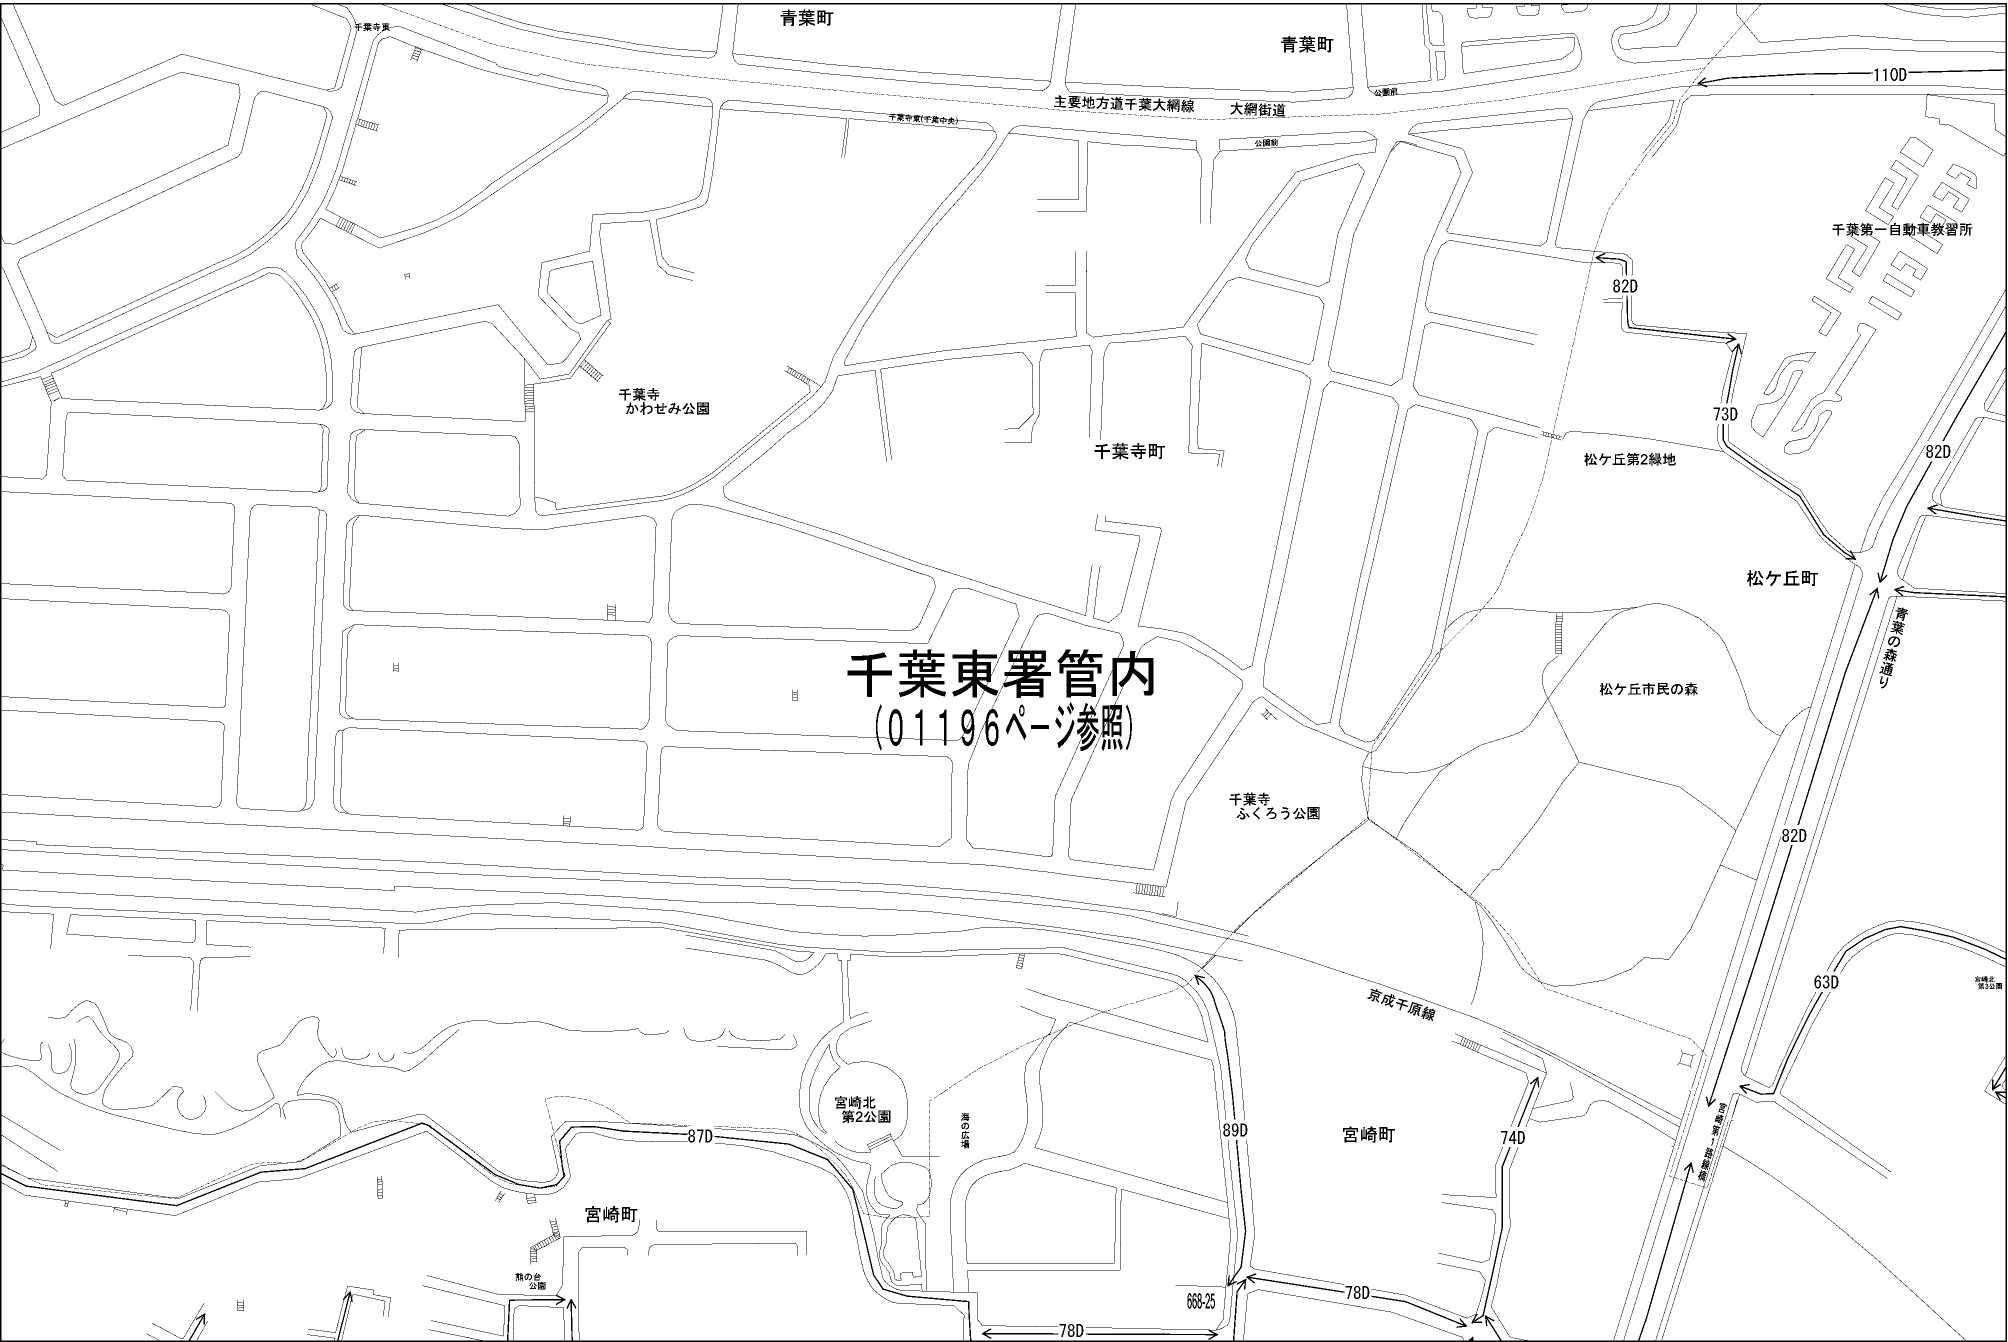 千葉寺東
青葉町
青葉町
110D
公園前
主要地方道千葉大網線
大網街道
千葉寺東(千葉中央)
公園前
千葉第一自動車教習所
82D
千葉寺
かわせみ公園
73D
千葉寺町
松ケ丘第2緑地
82D
松ケ丘町
青葉の森通り
千葉東署管内
(01196ページ参照)
松ケ丘市民の森
千葉寺
ふくろう公園
82D
63D
宮崎北
第3公園
京成千原線
宮崎北
第2公園
海の広場
87D
89D
宮崎町
74D
宮崎第1跨線橋
宮崎町
熊の台
公園
668-25
78D
78D